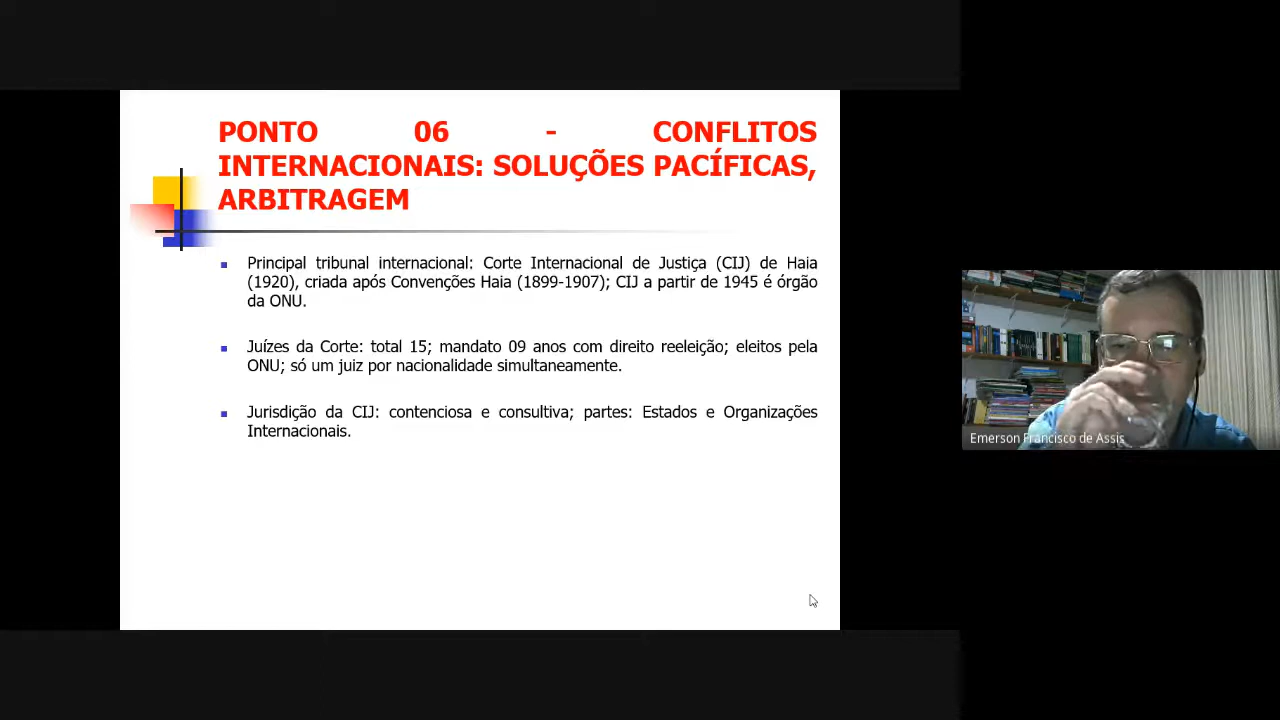 PONTO 06 - CONFLITOS
INTERNACIONAIS: SOLUÇÕES PACÍFICAS,
ARBITRAGEM
Principal tribunal internacional: Corte Internacional de Justiça (CIJ) de Haia
(1920), criada após Convenções Haia (1899-1907); CIJ a partir de 1945 é órgão
da ONU.
Juízes da Corte: total 15; mandato 09 anos com direito reeleição; eleitos pela
ONU; só um juiz por nacionalidade simultaneamente.
Jurisdição da CIJ: contenciosa e consultiva; partes: Estados e Organizações
Internacionais.
Emerson Francisco de Assis